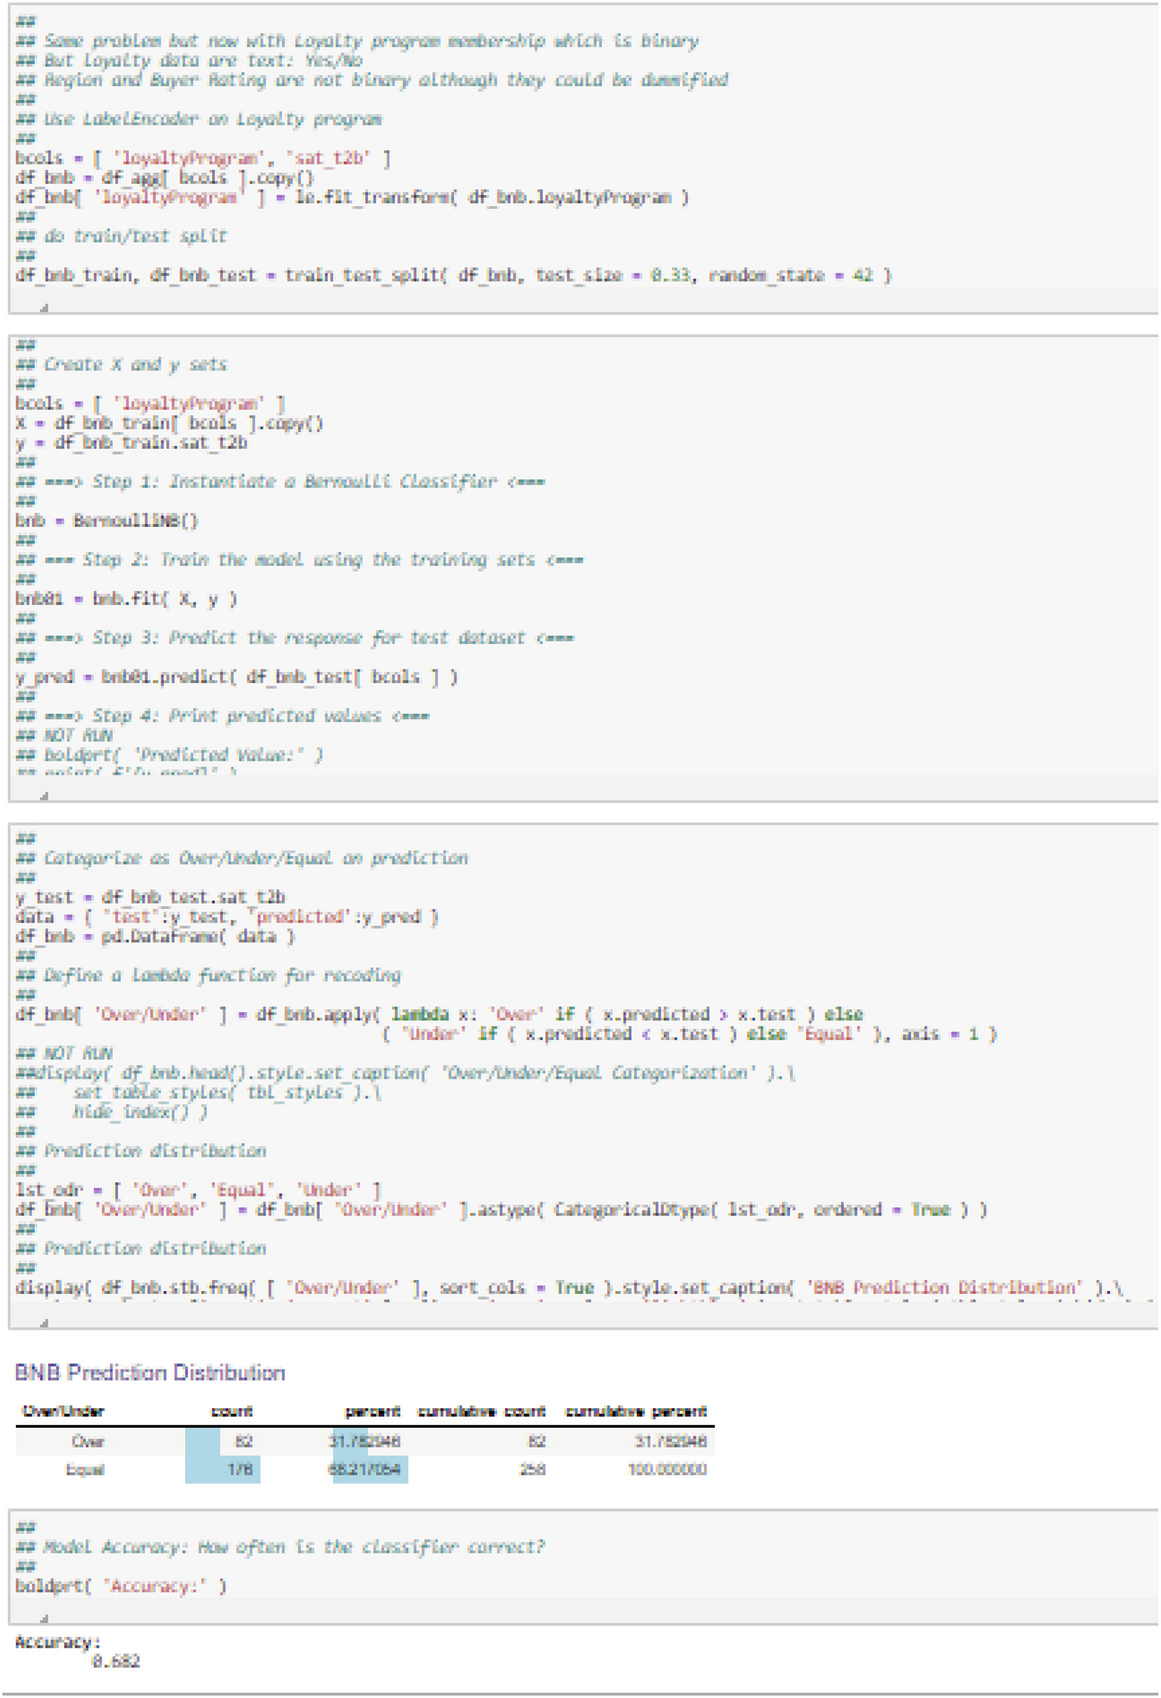 ##
## Same problem but now with Loyalty program membership which is binary
## But Loyalty data are text: Yes/No
## Region and Buyer Rating are not binary although they could be dummified
##
## Use LabelEncoder on Loyalty program
##
bcols = [ 'loyaltyProgram', 'sat_t2b' ]
df_bnb = df_agg[ bcols ].copy()
df_bnb[ 'loyaltyProgram' ] = le.fit_transform( df_bnb.loyaltyProgram )
##
## do train/test split
##
df_bnb_train, df_bnb_test = train_test_split( df_bnb, test_size = 0.33, random_state = 42 )
##
## Create X and y sets
##
bcols = [ 'loyaltyProgram' ]
X = df_bnb_train[ bcols ].copy()
y = df_bnb_train.sat_t2b
##
## ===> Step 1: Instantiate a Bernoulli Classifier <===
##
bnb = BernoulliNB()
##
## === Step 2: Train the model using the training sets <===
##
bnb01 = bnb.fit( X, y )
##
## ===> Step 3: Predict the response for test dataset <===
##
y_pred = bnb01.predict( df_bnb_test[ bcols ] )
##
## ===> Step 4: Print predicted values <===
## NOT RUN
## boldprt( 'Predicted Value:' )
##
## Categorize as Over/Under/Equal on prediction
##
y_test = df_bnb_test.sat_t2b
data = { 'test':y_test, 'predicted':y_pred }
df_bnb = pd.DataFrame( data )
##
## Define a lambda function for recoding
##
df_bnb[ 'Over/Under' ] = df_bnb.apply( lambda x: 'Over' if ( x.predicted > x.test ) else
( 'Under' if ( x.predicted < x.test ) else 'Equal' ), axis = 1 )
## NOT RUN
##display( df_bnb.head().style.set_caption( 'Over/Under/Equal Categorization' ).\
## set_table_styles( tbl_styles ).\
## hide_index() )
##
## Prediction distribution
##
lst_odr = [ 'Over', 'Equal', 'Under' ]
df_bnb[ 'Over/Under' ] = df_bnb[ 'Over/Under' ].astype( CategoricalDtype( lst_odr, ordered = True ) )
##
## Prediction distribution
##
display( df_bnb.stb.freq( [ 'Over/Under' ], sort_cols = True ).style.set_caption( 'BNB Prediction Distribution' ).\
BNB Prediction Distribution
Over/Under count percent cumulative count cumulative percent
Over 82 31.782946 82 31.782946
Equal 176 68.217054 258 100.000000
##
## Model Accuracy: How often is the classifier correct?
##
boldprt( 'Accuracy:' )
Accuracy:
0.682